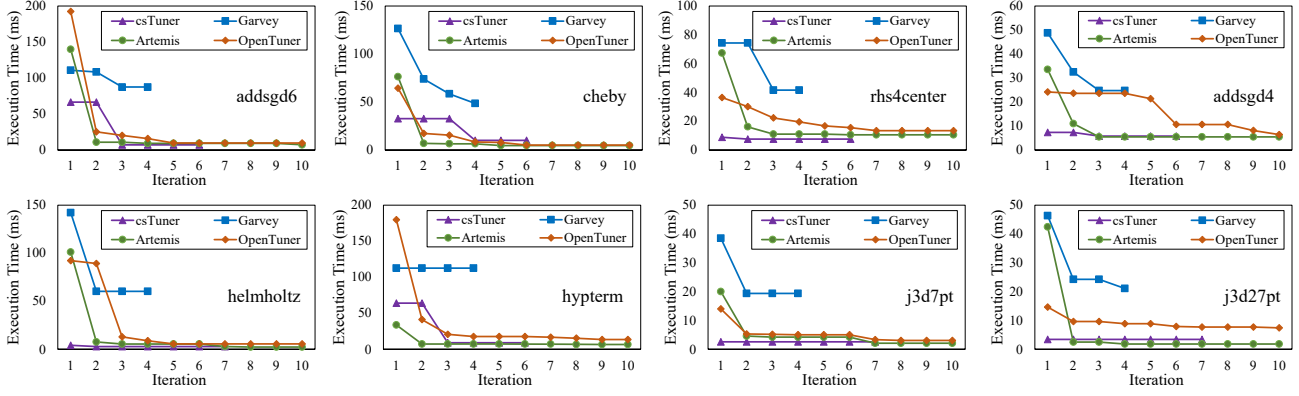 Execution Time (ms)
200
150
100
50
0
csTuner
Garvey
Artemis
OpenTuner
addsgd6
1 2 3 4 5 6 7 8 9 10
Iteration
Execution Time (ms)
150
100
50
0
csTuner
Garvey
Artemis
OpenTuner
cheby
1 2 3 4 5 6 7 8 9 10
Iteration
Execution Time (ms)
100
80
60
40
20
0
csTuner
Garvey
Artemis
OpenTuner
rhs4center
1 2 3 4 5 6 7 8 9 10
Iteration
Execution Time (ms)
60
50
40
30
20
10
0
csTuner
Garvey
Artemis
OpenTuner
addsgd4
1 2 3 4 5 6 7 8 9 10
Iteration
Execution Time (ms)
150
100
50
0
csTuner
Garvey
Artemis
OpenTuner
helmholtz
1 2 3 4 5 6 7 8 9 10
Iteration
Execution Time (ms)
200
150
100
50
0
csTuner
Garvey
Artemis
OpenTuner
hypterm
1 2 3 4 5 6 7 8 9 10
Iteration
Execution Time (ms)
50
40
30
20
10
0
csTuner
Garvey
Artemis
OpenTuner
j3d7pt
1 2 3 4 5 6 7 8 9 10
Iteration
Execution Time (ms)
50
40
30
20
10
0
csTuner
Garvey
Artemis
OpenTuner
j3d27pt
1 2 3 4 5 6 7 8 9 10
Iteration